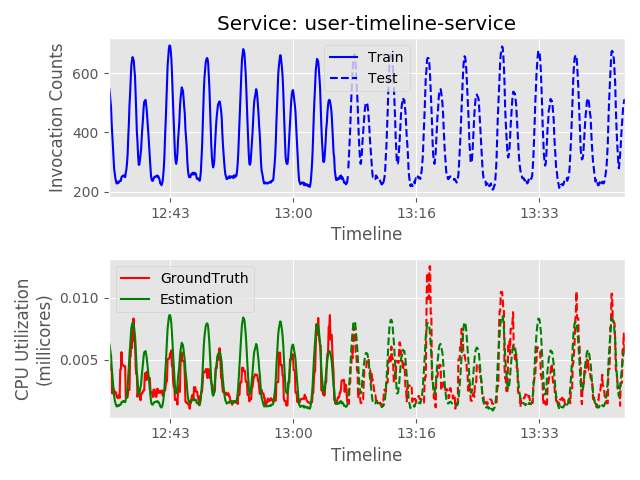 Service: user-timeline-service
Invocation Counts
600
400
200
Train
Test
12:43
13:00
13:16
13:33
Timeline
CPU Utilization
(millicores)
0.010
0.005
GroundTruth
Estimation
12:43
13:00
13:16
13:33
Timeline